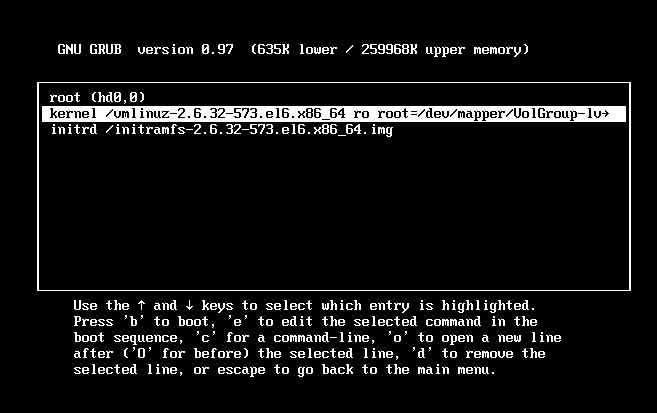 GNU GRUB  version 0.97  (635K lower / 259968K upper memory)
root (hd0,0)
kernel /vmlinuz-2.6.32-573.el6.x86_64 ro root=/dev/mapper/VolGroup-lv→
initrd /initramfs-2.6.32-573.el6.x86_64.img
Use the ↑ and ↓ keys to select which entry is highlighted.
Press 'b' to boot, 'e' to edit the selected command in the
boot sequence, 'c' for a command-line, 'o' to open a new line
after ('O' for before) the selected line, 'd' to remove the
selected line, or escape to go back to the main menu.